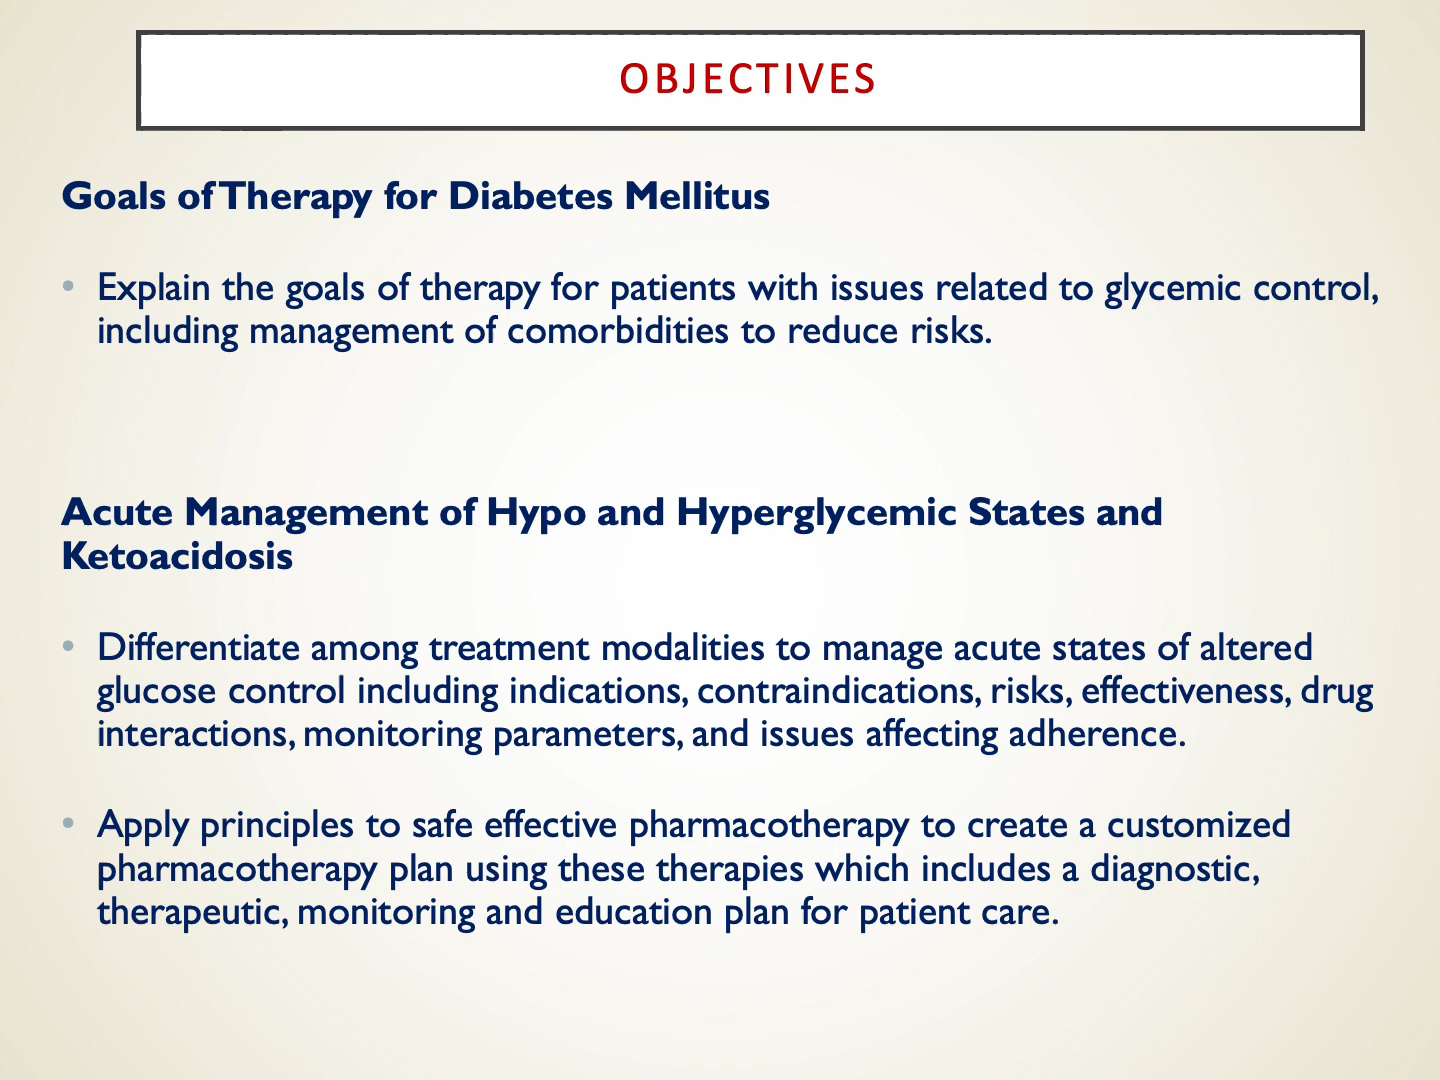 OBJECTIVES
Goals of Therapy for Diabetes Mellitus
• Explain the goals of therapy for patients with issues related to glycemic control,
including management of comorbidities to reduce risks.
Acute Management of Hypo and Hyperglycemic States and
Ketoacidosis
• Differentiate among treatment modalities to manage acute states of altered
glucose control including indications, contraindications, risks, effectiveness, drug
interactions, monitoring parameters, and issues affecting adherence.
• Apply principles to safe effective pharmacotherapy to create a customized
pharmacotherapy plan using these therapies which includes a diagnostic,
therapeutic, monitoring and education plan for patient care.